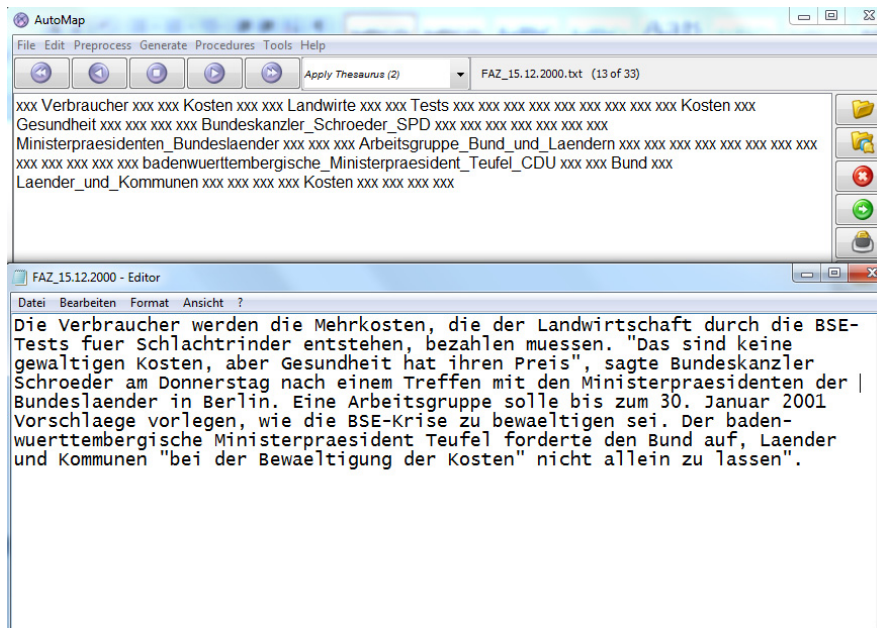 AutoMap
File Edit Preprocess Generate Procedures Tools Help
Apply Thesaurus (2) FAZ_15.12.2000.txt (13 of 33)
xxx Verbraucher xxx xxx Kosten xxx xxx Landwirte xxx xxx Tests xxx xxx xxx xxx xxx xxx xxx xxx xxx Kosten xxx
Gesundheit xxx xxx xxx xxx Bundeskanzler_Schroeder_SPD xxx xxx xxx xxx xxx xxx xxx
Ministerpraesidenten_Bundeslaender xxx xxx xxx Arbeitsgruppe_Bund_und_Laendern xxx xxx xxx xxx xxx xxx xxx xxx
xxx xxx xxx xxx xxx badenwuerttembergische_Ministerpraesident_Teufel_CDU xxx xxx Bund xxx
Laender_und_Kommunen xxx xxx xxx xxx Kosten xxx xxx xxx xxx
FAZ_15.12.2000 - Editor
Datei Bearbeiten Format Ansicht ?
Die Verbraucher werden die Mehrkosten, die der Landwirtschaft durch die BSE-
Tests fuer Schlachtrinder entstehen, bezahlen muessen. "Das sind keine
gewaltigen Kosten, aber Gesundheit hat ihren Preis", sagte Bundeskanzler
Schroeder am Donnerstag nach einem Treffen mit den Ministerpraesidenten der
Bundeslaender in Berlin. Eine Arbeitsgruppe solle bis zum 30. Januar 2001
Vorschlaege vorlegen, wie die BSE-Krise zu bewaeltigen sei. Der baden-
wuerttembergische Ministerpraesident Teufel forderte den Bund auf, Laender
und Kommunen "bei der Bewaeltigung der Kosten" nicht allein zu lassen".